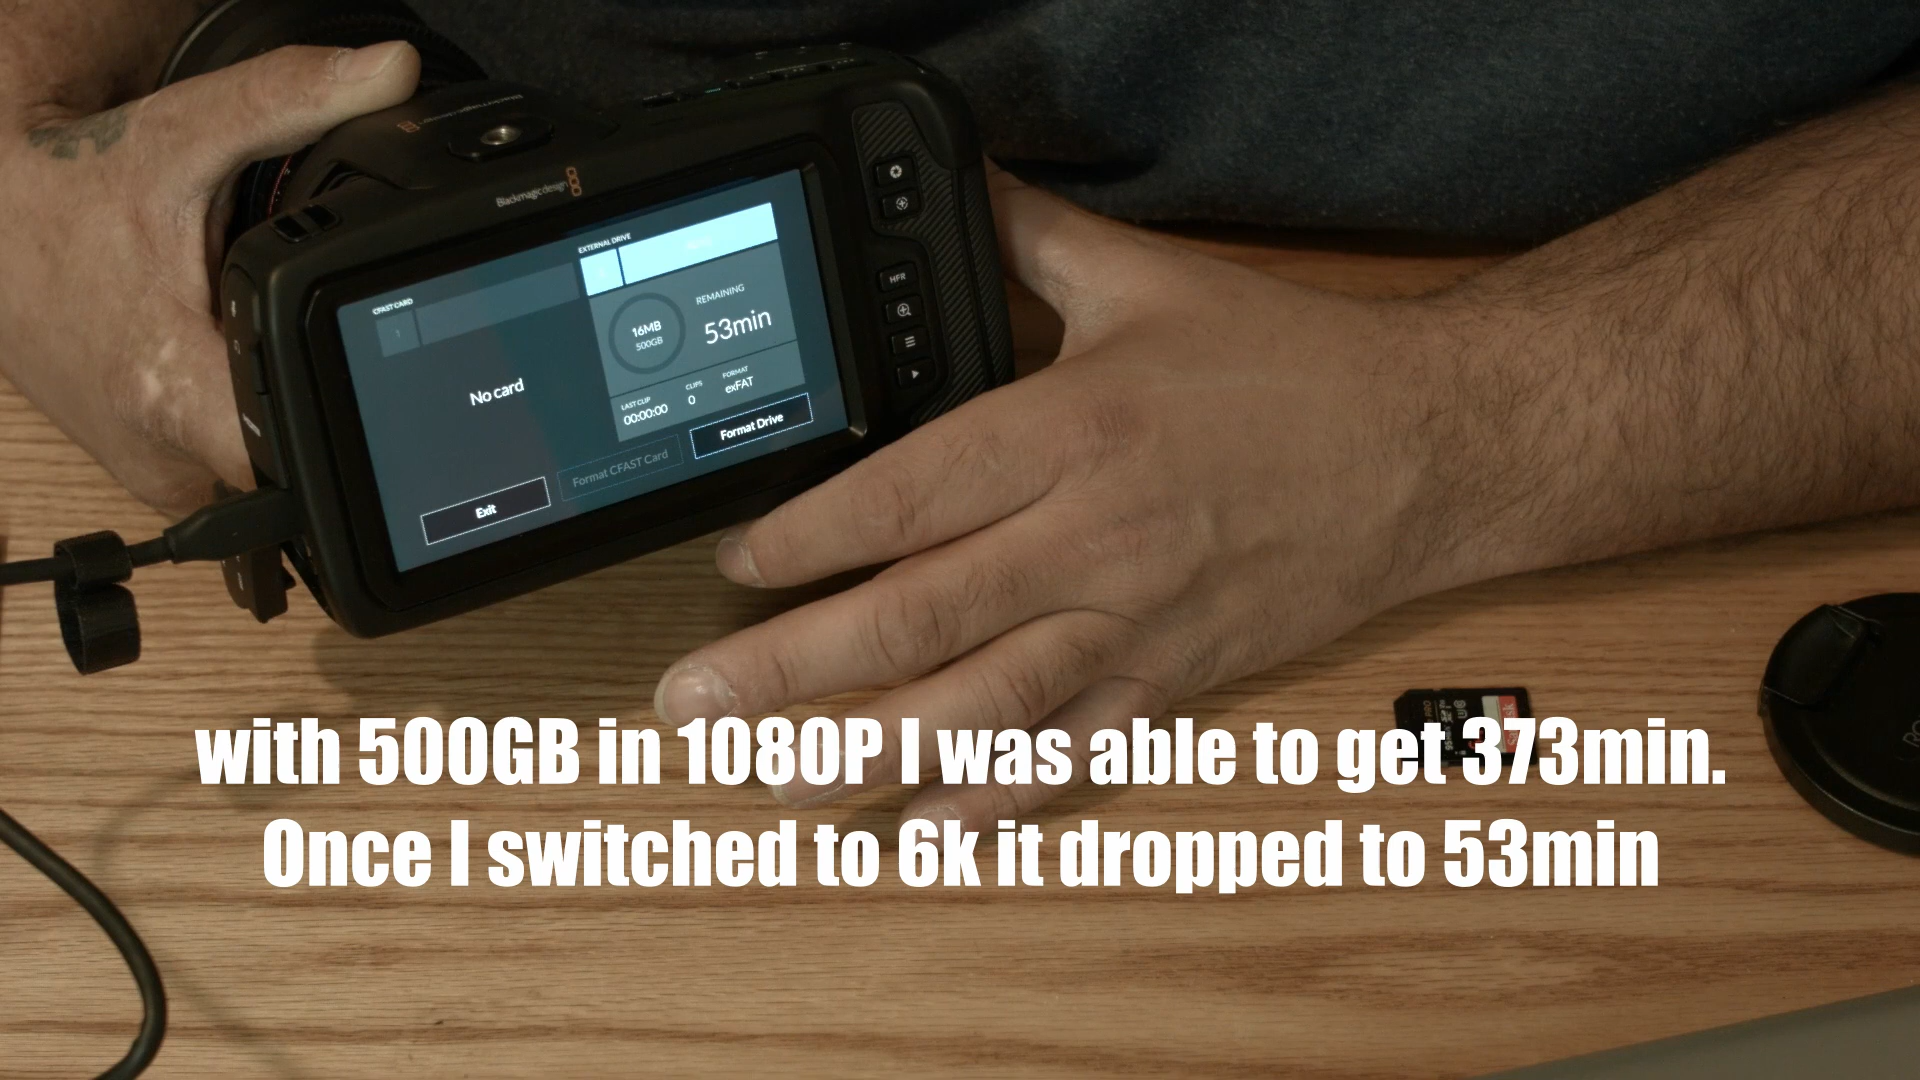 Blackmagicdesign
CFAST CARD
EXTERNAL DRIVE
1
No card
16MB
500GB
REMAINING
53min
LAST CLIP
00:00:00
CLIPS
0
FORMAT
exFAT
Exit
Format CFAST Card
Format Drive
HFR
with 500GB in 1080P I was able to get 373min.
Once I switched to 6k it dropped to 53min